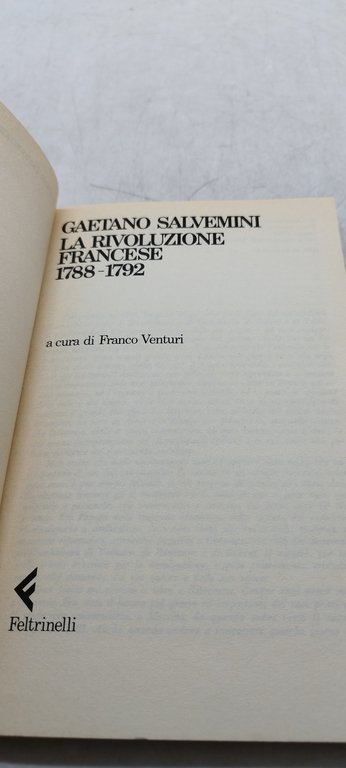 GAETANO SALVEMINI
LA RIVOLUZIONE
FRANCESE
1788-1792
a cura di Franco Venturi
Feltrinelli